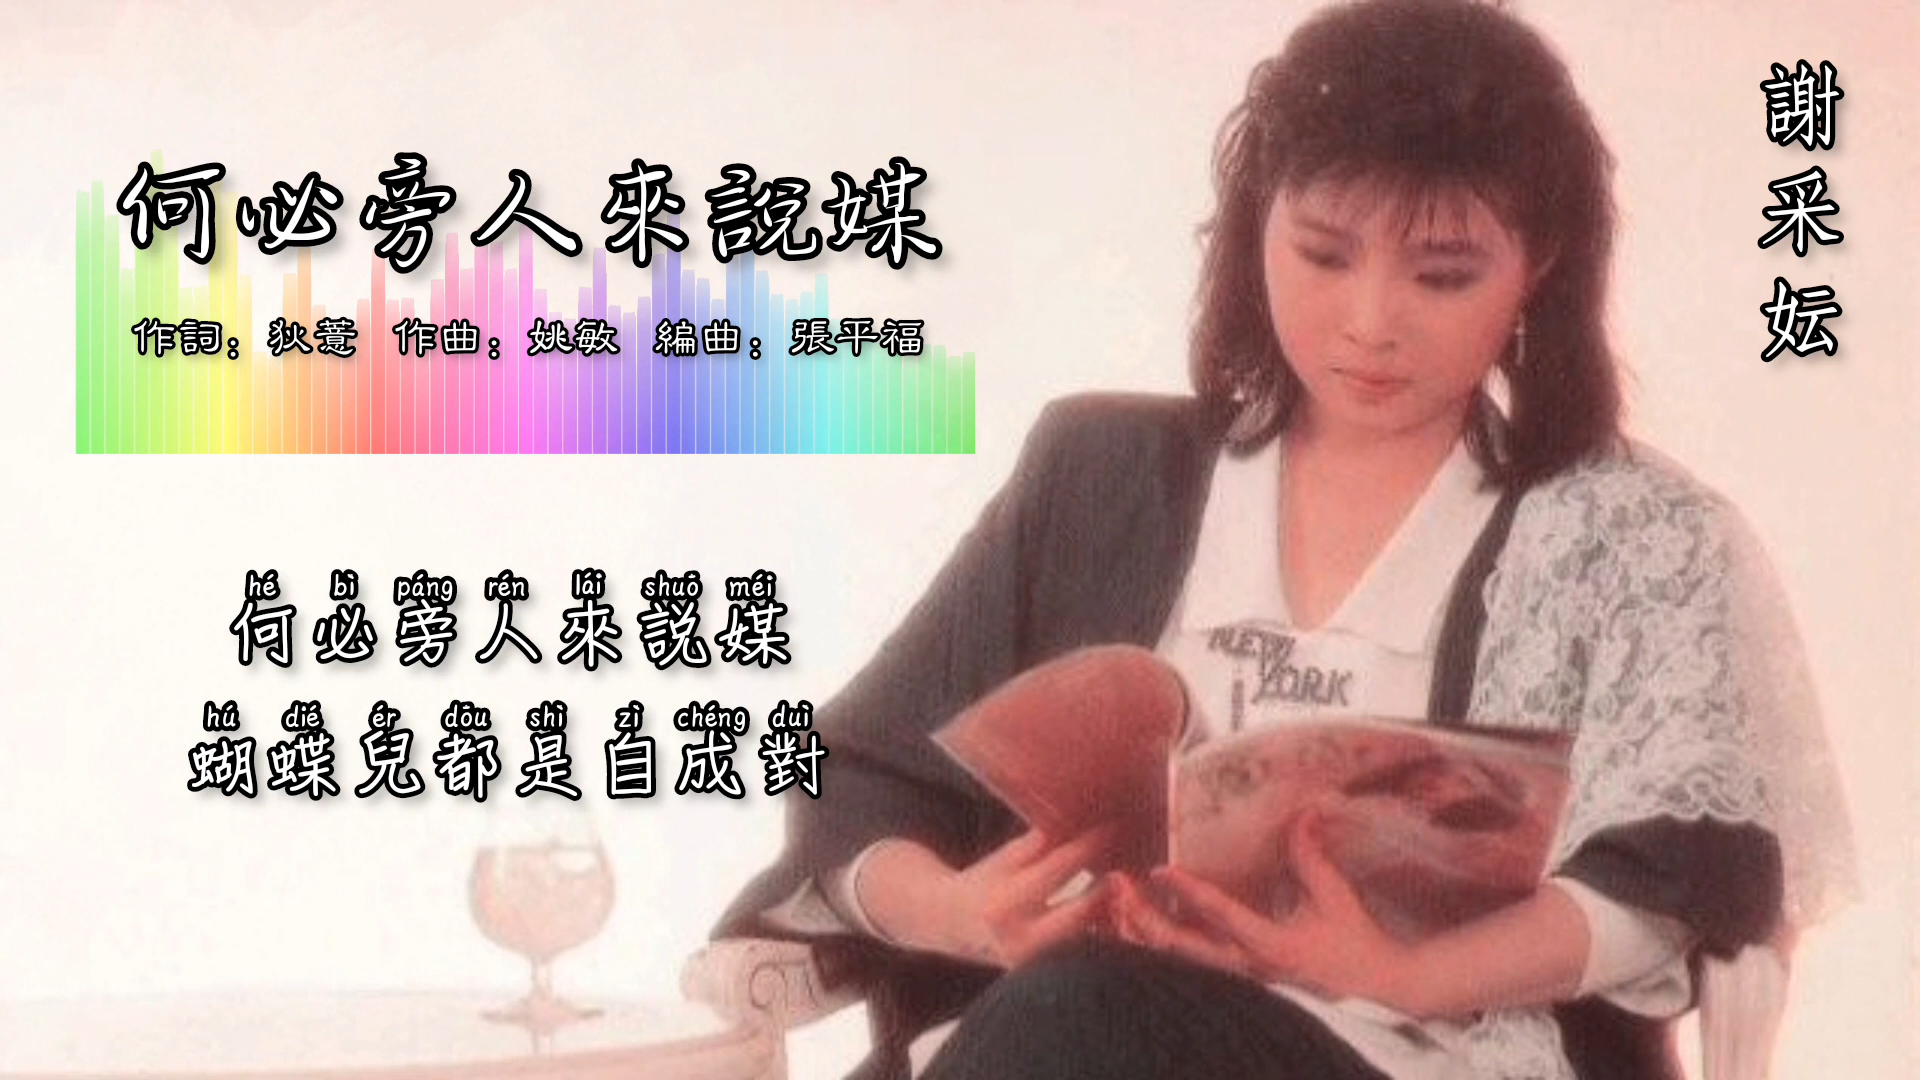 何必旁人來說媒
作詞：狄薏 作曲：姚敏 編曲：張平福
謝采妘
hé bì páng rén lái shuō méi
何必旁人來説媒
hú dié ér dōu shì zì chéng duì
蝴蝶兒都是自成對
NEW
YORK